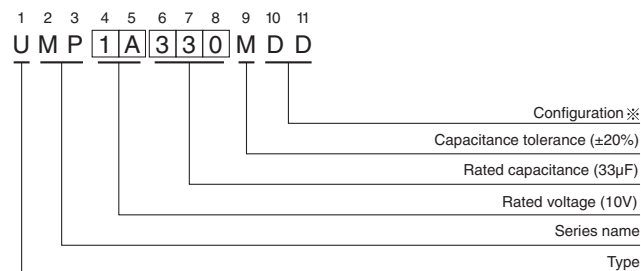 1 2 3 4 5 6 7 8 9 10 11
U M P 1 A 3 3 0 M D D
Configuration※
Capacitance tolerance (±20%)
Rated capacitance (33µF)
Rated voltage (10V)
Series name
Type